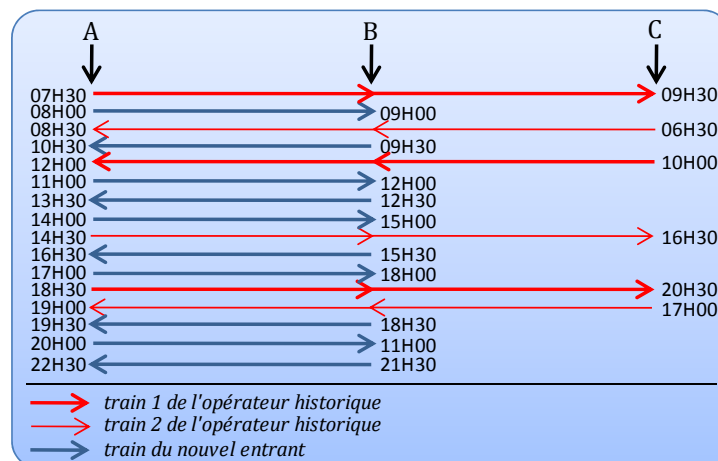 A B C
07H30 09H30
08H00 09H00
08H30 06H30
10H30 09H30
12H00 10H00
11H00 12H00
13H30 12H30
14H00 15H00
14H30 16H30
16H30 15H30
17H00 18H00
18H30 20H30
19H00 17H00
19H30 18H30
20H00 11H00
22H30 21H30
train 1 de l'opérateur historique
train 2 de l'opérateur historique
train du nouvel entrant